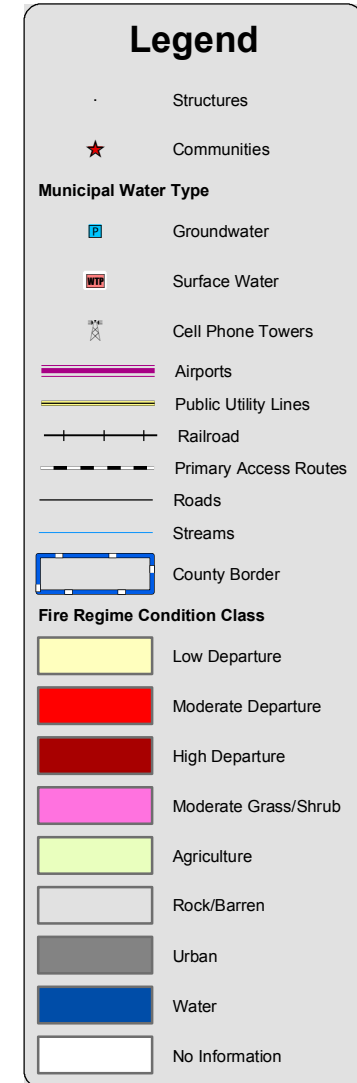 Legend
Structures
Communities
Municipal Water Type
P Groundwater
WTP Surface Water
Cell Phone Towers
Airports
Public Utility Lines
Railroad
Primary Access Routes
Roads
Streams
County Border
Fire Regime Condition Class
Low Departure
Moderate Departure
High Departure
Moderate Grass/Shrub
Agriculture
Rock/Barren
Urban
Water
No Information